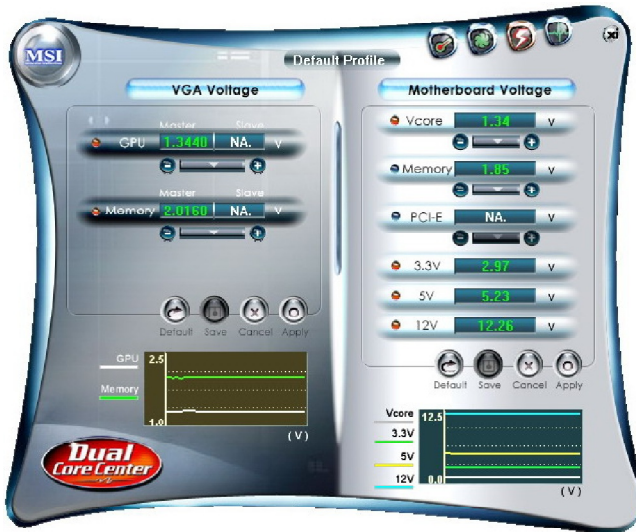 MSI
Default Profile
xi
VGA Voltage
Master Slave
GPU 1.3440 NA. V
Master Slave
Memory 2.0160 NA. V
Default Save Cancel Apply
GPU
Memory
2.5
1.0
(V)
Dual
Core Center
Motherboard Voltage
Vcore 1.34 V
Memory 1.85 V
PCI-E NA. V
3.3V 2.97 V
5V 5.23 V
12V 12.26 V
Default Save Cancel Apply
Vcore
3.3V
5V
12V
12.5
0.0
(V)